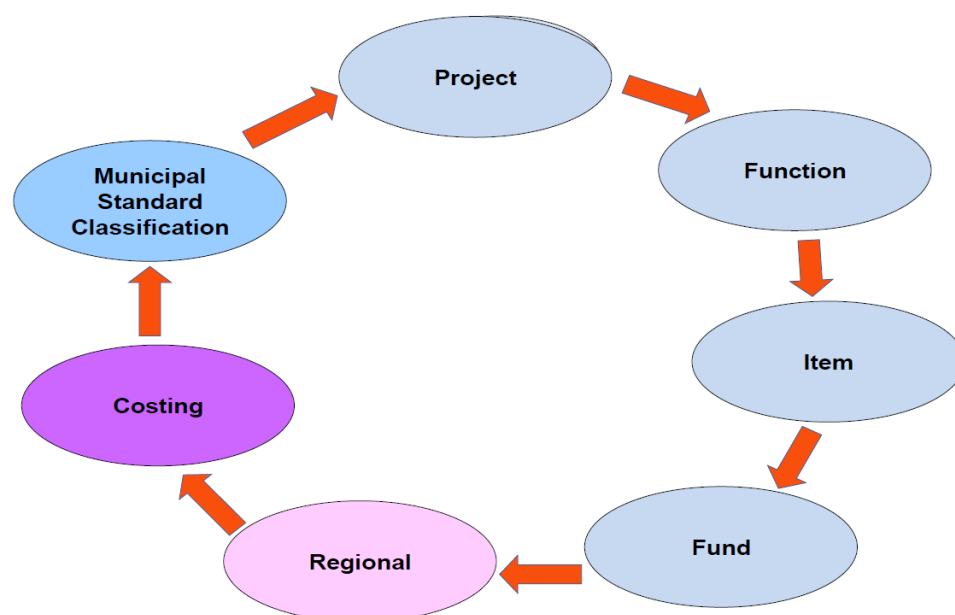 Project
Function
Item
Fund
Regional
Costing
Municipal
Standard
Classification